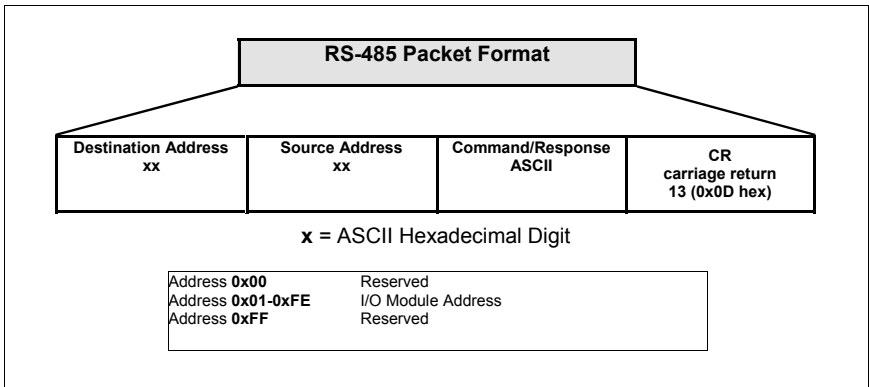 RS-485 Packet Format
Destination Address
xx
Source Address
xx
Command/Response
ASCII
CR
carriage return
13 (0x0D hex)
x = ASCII Hexadecimal Digit
Address 0x00 Reserved
Address 0x01-0xFE I/O Module Address
Address 0xFF Reserved